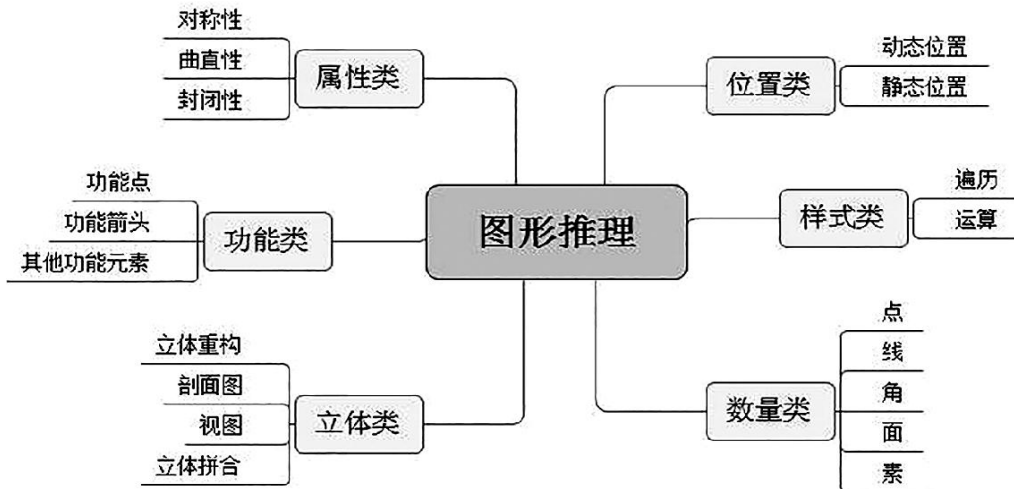 图形推理
属性类
对称性
曲直性
封闭性
功能类
功能点
功能箭头
其他功能元素
立体类
立体重构
剖面图
视图
立体拼合
位置类
动态位置
静态位置
样式类
遍历
运算
数量类
点
线
角
面
素